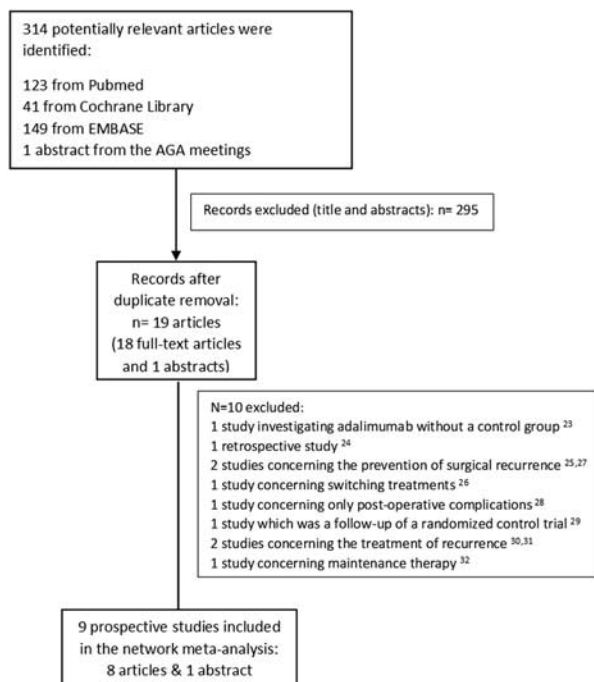 314 potentially relevant articles were
identified:
123 from Pubmed
41 from Cochrane Library
149 from EMBASE
1 abstract from the AGA meetings
Records excluded (title and abstracts): n= 295
Records after
duplicate removal:
n= 19 articles
(18 full-text articles
and 1 abstracts)
N=10 excluded:
1 study investigating adalimumab without a control group 23
1 retrospective study 24
2 studies concerning the prevention of surgical recurrence 25,27
1 study concerning switching treatments 26
1 study concerning only post-operative complications 28
1 study which was a follow-up of a randomized control trial 29
2 studies concerning the treatment of recurrence 30,31
1 study concerning maintenance therapy 32
9 prospective studies included
in the network meta-analysis:
8 articles & 1 abstract